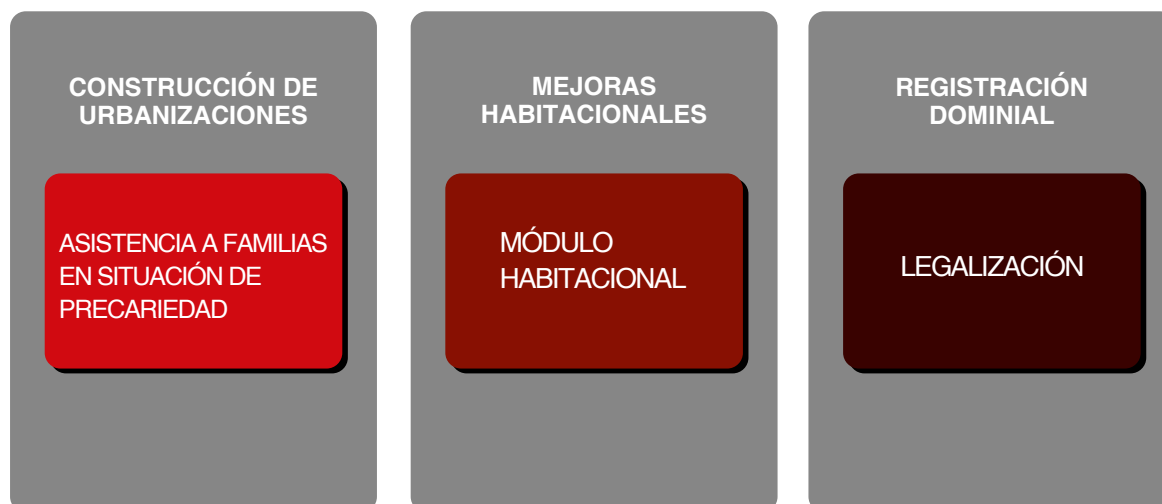 CONSTRUCCIÓN DE
URBANIZACIONES
ASISTENCIA A FAMILIAS
EN SITUACIÓN DE
PRECARIEDAD
MEJORAS
HABITACIONALES
MÓDULO
HABITACIONAL
REGISTRACIÓN
DOMINIAL
LEGALIZACIÓN